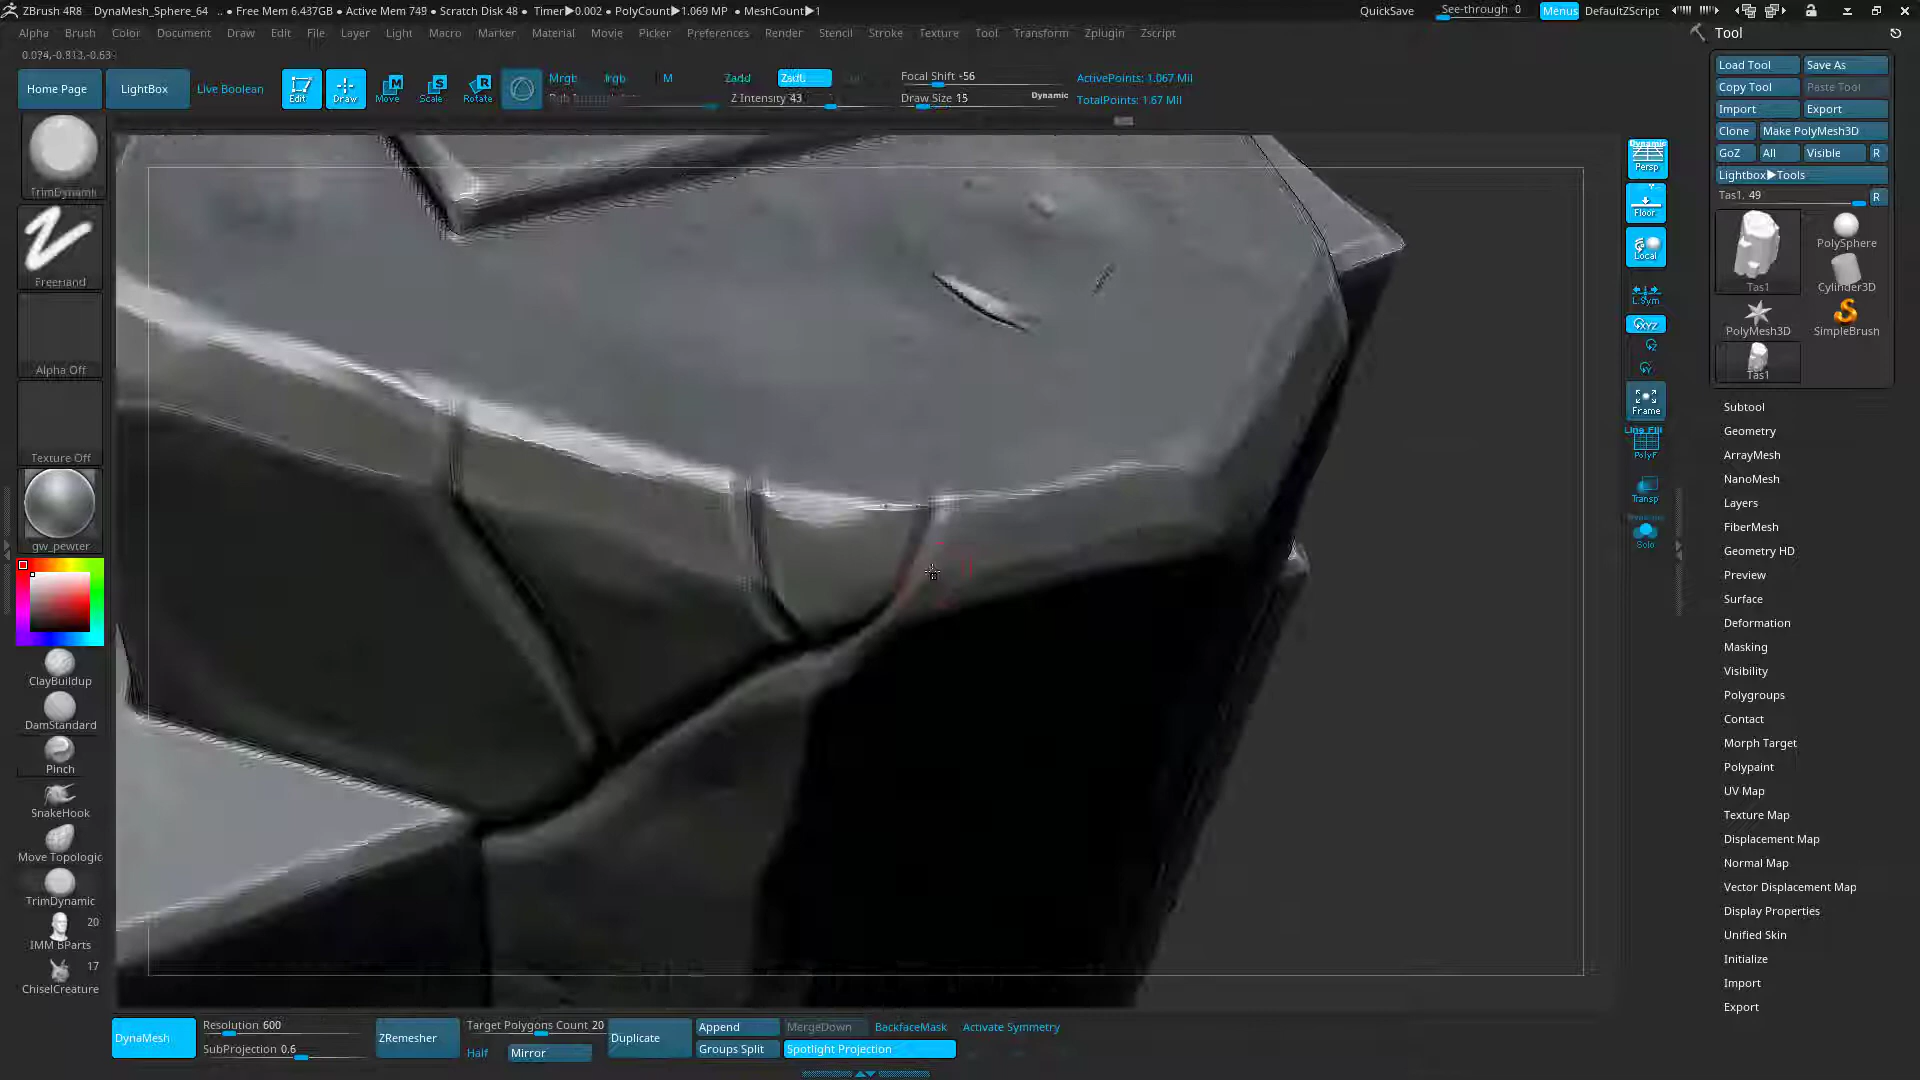 ZBrush 4R8 DynaMesh_Sphere_64 .. • Free Mem 6.437GB • Active Mem 749 • Scratch Disk 48 • Timer▶0.002 • PolyCount▶1.069 MP • MeshCount▶1 QuickSave See-through 0 Menus DefaultZScript
Alpha Brush Color Document Draw Edit File Layer Light Macro Marker Material Movie Picker Preferences Render Stencil Stroke Texture Tool Transform Zplugin Zscript
Home Page LightBox Live Boolean Edit Draw Move Scale Rotate
Mrgb Rgb M Zadd Zsub
Z Intensity 43
Focal Shift -56
Draw Size 15 Dynamic
ActivePoints: 1.067 Mil
TotalPoints: 1.67 Mil
TrimDynami
Freehand
Alpha Off
Texture Off
gw_pewter
ClayBuildup
DamStandard
Pinch
SnakeHook
Move Topologic
TrimDynamic
20
IMM BParts
17
ChiselCreature
Dynamic
Persp
Floor
Local
L.Sym
XYZ
Frame
Line Fill
PolyF
Transp
Dynamic
Solo
Tool
Load Tool Save As
Copy Tool Paste Tool
Import Export
Clone Make PolyMesh3D
GoZ All Visible R
Lightbox▶Tools
Tas1. 49 R
Tas1 PolySphere
Cylinder3D
PolyMesh3D SimpleBrush
Tas1
Subtool
Geometry
ArrayMesh
NanoMesh
Layers
FiberMesh
Geometry HD
Preview
Surface
Deformation
Masking
Visibility
Polygroups
Contact
Morph Target
Polypaint
UV Map
Texture Map
Displacement Map
Normal Map
Vector Displacement Map
Display Properties
Unified Skin
Initialize
Import
Export
DynaMesh
Resolution 600
SubProjection 0.6
ZRemesher
Target Polygons Count 20
Half Mirror
Duplicate
Append MergeDown BackfaceMask Activate Symmetry
Groups Split Spotlight Projection